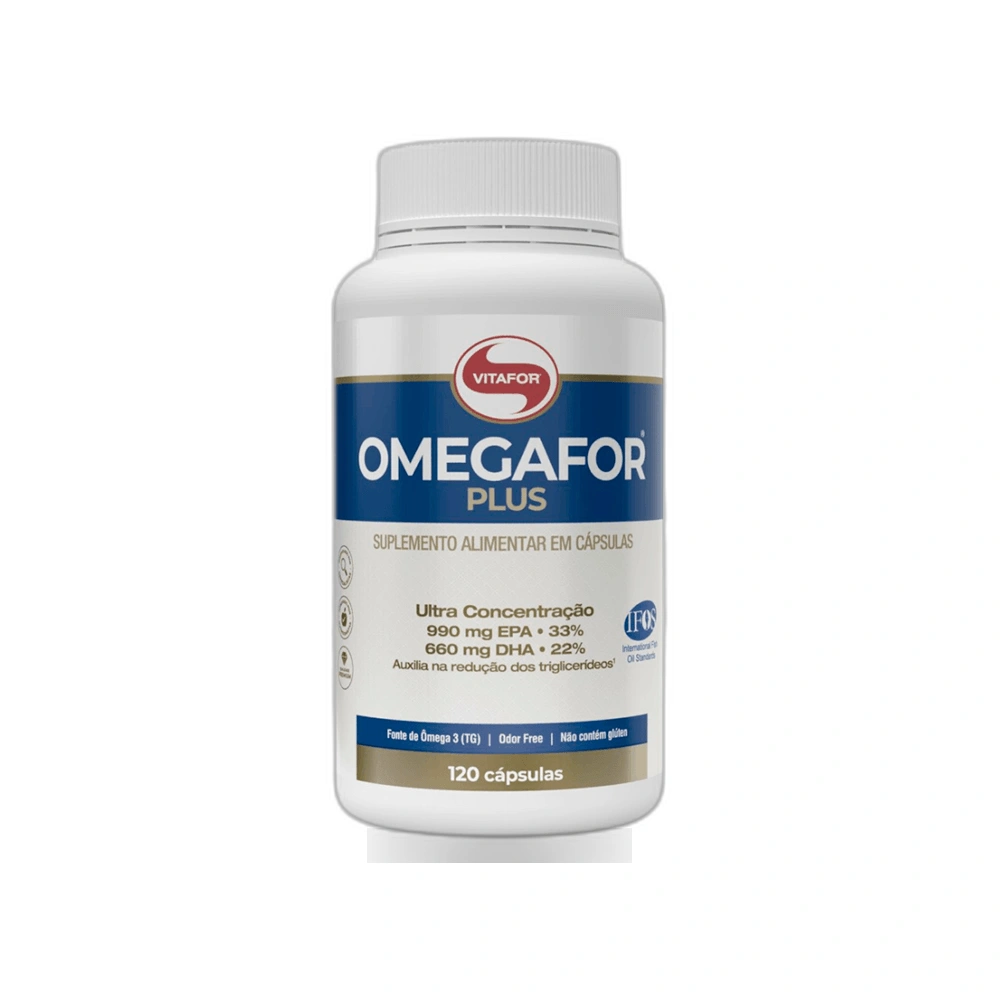 VITAFOR®
OMEGAFOR®
PLUS
SUPLEMENTO ALIMENTAR EM CÁPSULAS
Ultra Concentração
990 mg EPA • 33%
660 mg DHA • 22%
Auxilia na redução dos triglicerídeos¹
IFOS
International Fish
Oil Standards
Fonte de Ômega 3 (TG) | Odor Free | Não contém glúten
120 cápsulas